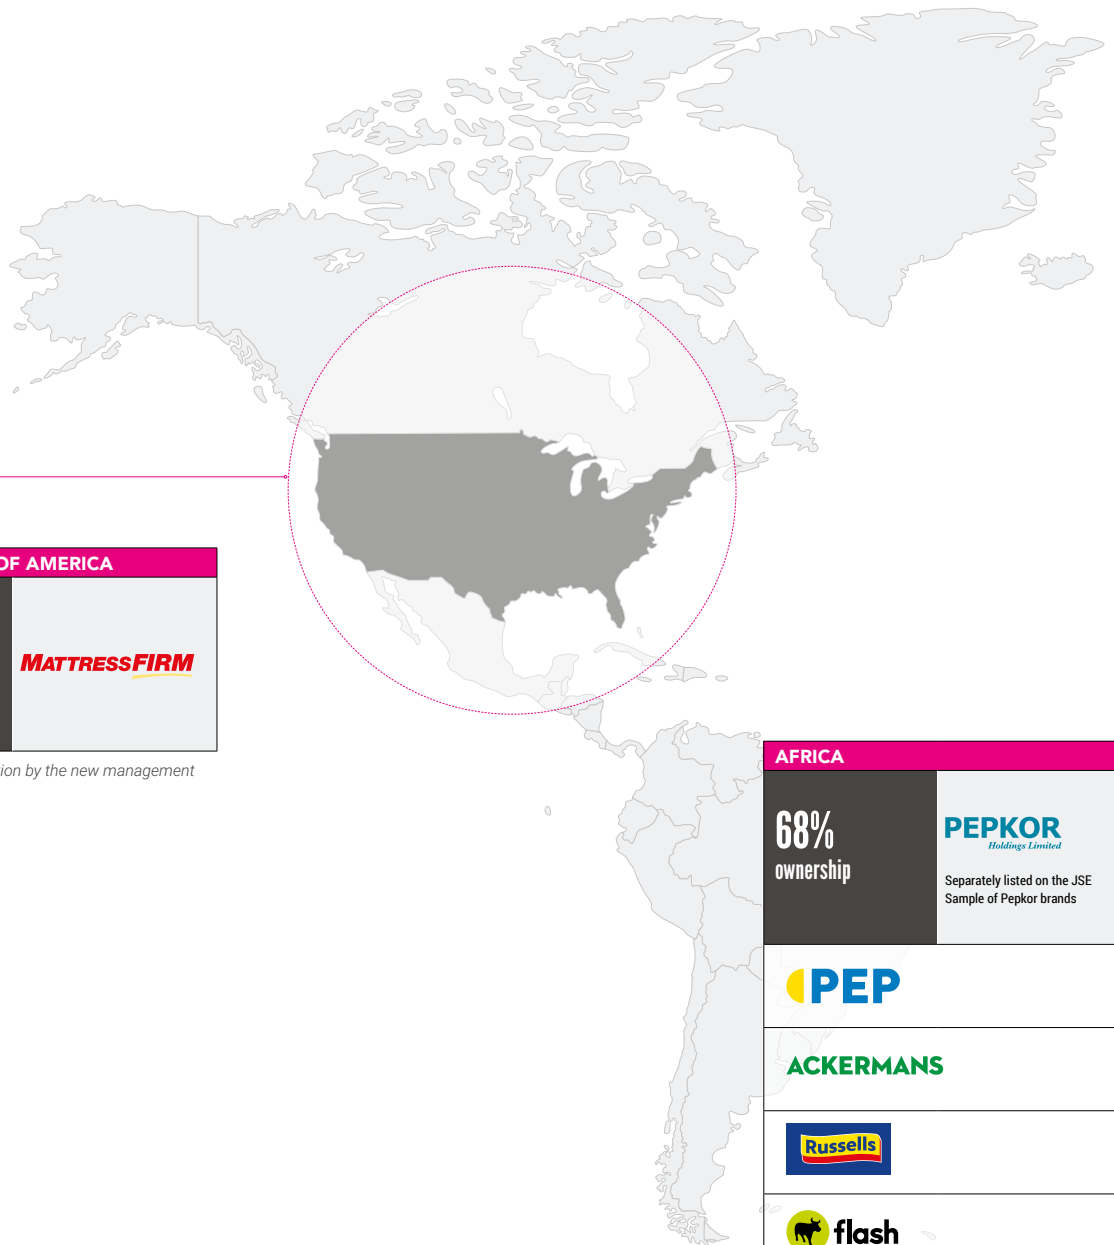 OF AMERICA
MATTRESSFIRM
ion by the new management
AFRICA
68%
ownership
PEPKOR
Holdings Limited
Separately listed on the JSE
Sample of Pepkor brands
PEP
ACKERMANS
Russells
flash